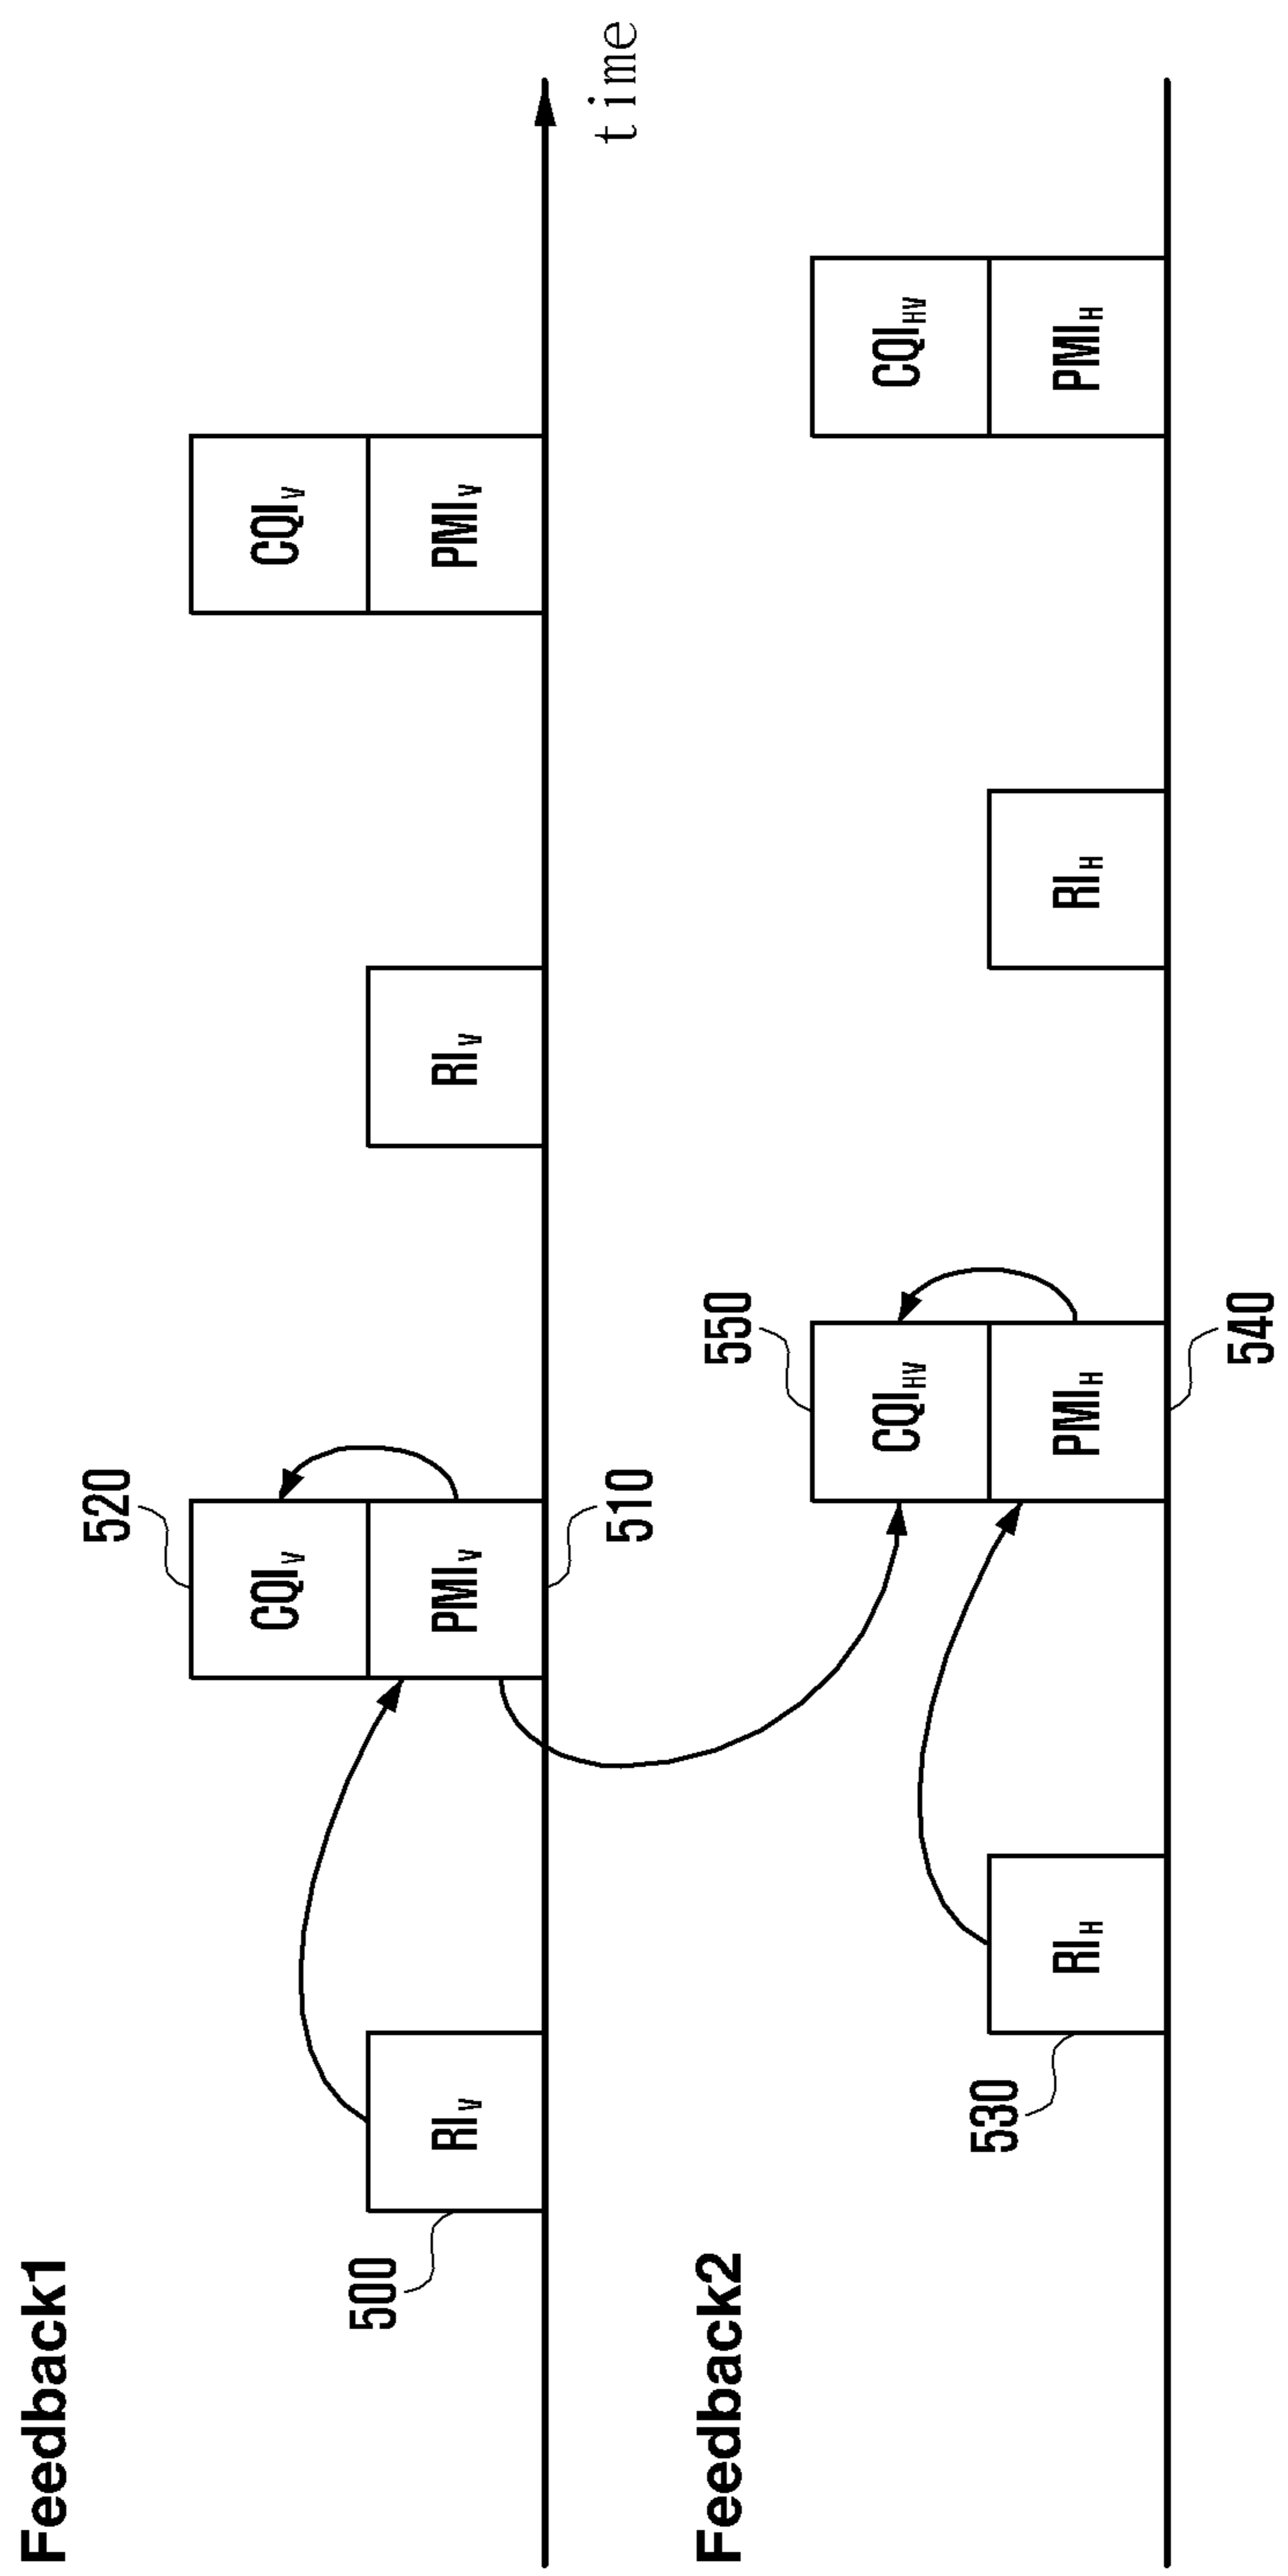 Feedback1
520
CQIV CQIV
500
RIV PMIV RIV PMIV
510
time
Feedback2
550
CQIHV CQIHV
530
RIH PMIH RIH PMIH
540